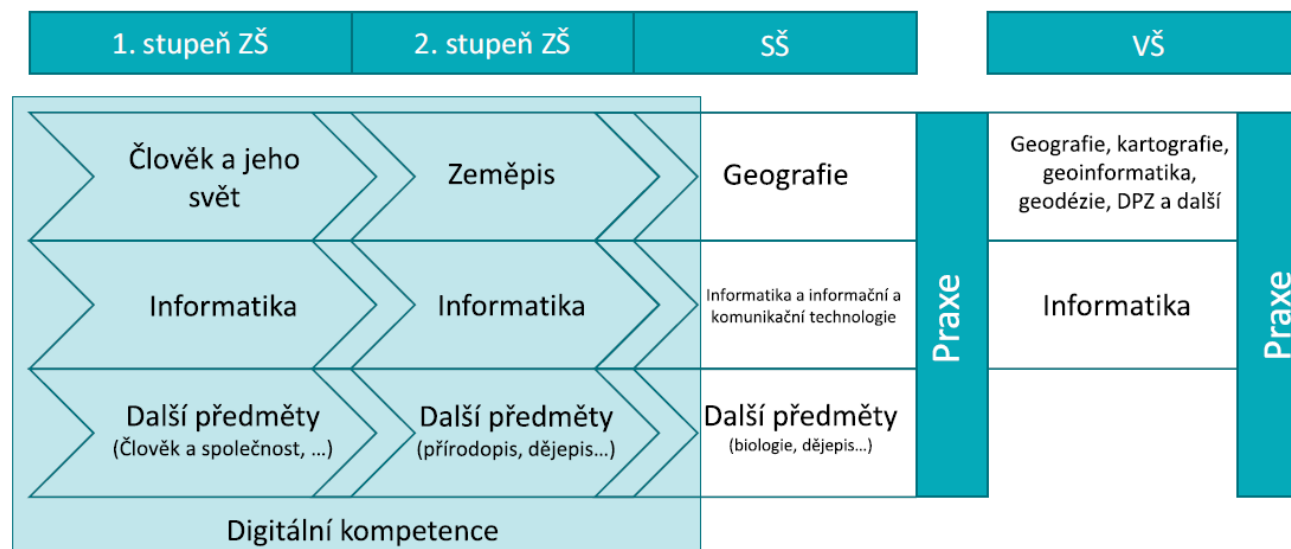 1. stupeň ZŠ
2. stupeň ZŠ
SŠ
VŠ
Člověk a jeho
svět
Zeměpis
Geografie
Geografie, kartografie,
geoinformatika,
geodézie, DPZ a další
Informatika
Informatika
Informatika a informační a
komunikační technologie
Praxe
Informatika
Praxe
Další předměty
(Člověk a společnost, ...)
Další předměty
(přírodopis, dějepis...)
Další předměty
(biologie, dějepis...)
Digitální kompetence